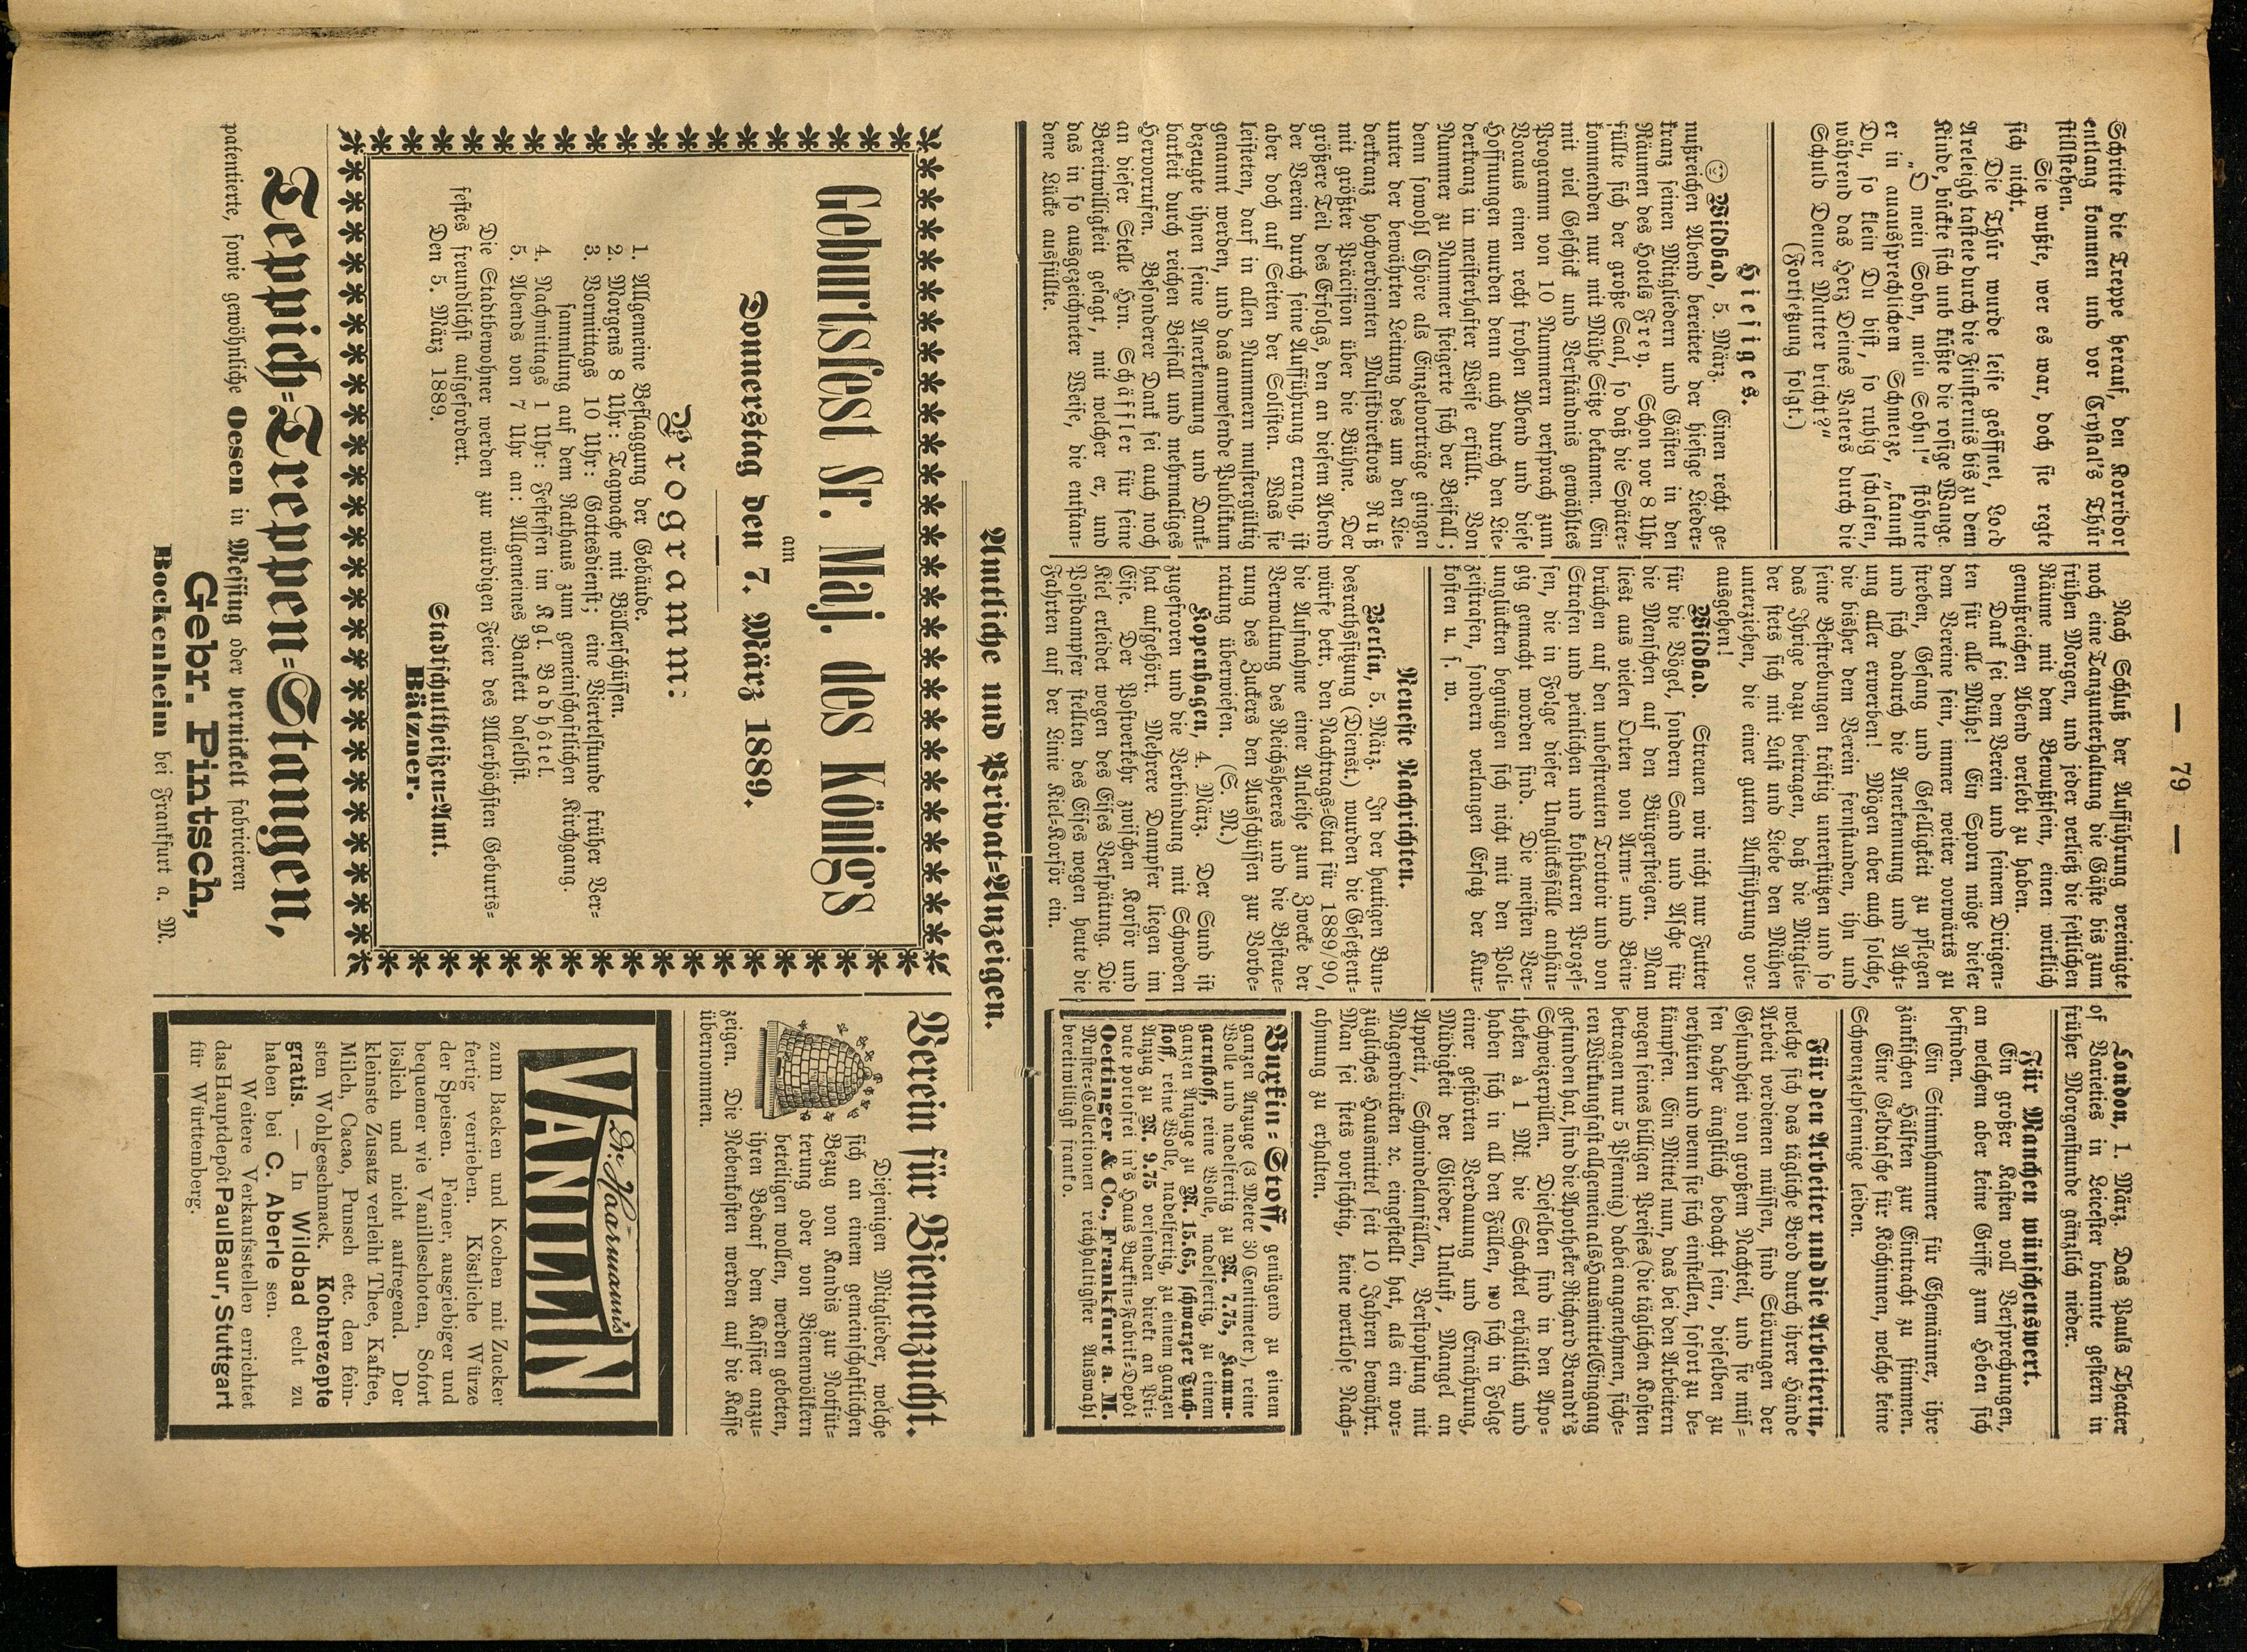 — 79 —
Schritte die Treppe herauf, den Korridor
entlang kommen und vor Crystal's Thür
stillstehen.
Sie wußte, wer es war, doch sie regte
sich nicht.
Die Thür wurde leise geöffnet, Lord
Areleigh tastete durch die Finsternis bis zu dem
Kinde, bückte sich und küßte die rosige Wange.
„O mein Sohn, mein Sohn!“ stöhnte
er in unaussprechlichem Schmerze, „kannst
Du, so klein Du bist, so ruhig schlafen,
während das Herz Deines Vaters durch die
Schuld Deiner Mutter bricht?“
(Fortsetzung folgt.)
Hiesiges.
Wildbad, 5. März. Einen recht ge-
nußreichen Abend bereitete der hiesige Lieder-
kranz seinen Mitgliedern und Gästen in den
Räumen des Hotels Frey. Schon vor 8 Uhr
füllte sich der große Saal, so daß die Später-
kommenden nur mit Mühe Sitze bekamen. Ein
mit viel Geschick und Verständnis gewähltes
Programm von 10 Nummern versprach zum
Voraus einen recht frohen Abend und diese
Hoffnungen wurden denn auch durch den Lie-
derkranz in meisterhafter Weise erfüllt. Von
Nummer zu Nummer steigerte sich der Beifall;
denn sowohl Chöre als Einzelvorträge gingen
unter der bewährten Leitung des um den Lie-
derkranz hochverdienten Musikdirektors Nuß
mit größter Präcision über die Bühne. Der
größere Teil des Erfolgs, den an diesem Abend
der Verein durch seine Aufführung errang, ist
aber doch auf Seiten der Solisten. Was sie
leisteten, darf in allen Nummern mustergültig
genannt werden, und das anwesende Publikum
bezeugte ihnen seine Anerkennung und Dank-
barkeit durch reichen Beifall und mehrmaliges
Hervorrufen. Besonderer Dank sei auch noch
an dieser Stelle Hrn. Schäffler für seine
Bereitwilligkeit gesagt, mit welcher er, und
das in so ausgezeichneter Weise, die entstan-
dene Lücke ausfüllte.
Nach Schluß der Aufführung vereinigte
noch eine Tanzunterhaltung die Gäste bis zum
frühen Morgen, und jeder verließ die festlichen
Räume mit dem Bewußtsein, einen wirklich
genußreichen Abend verlebt zu haben.
Dank sei dem Verein und seinem Dirigen-
ten für alle Mühe! Ein Sporn möge dieser
dem Vereine sein, immer weiter vorwärts zu
streben, Gesang und Geselligkeit zu pflegen
und sich dadurch die Anerkennung und Acht-
ung aller erwerben! Mögen aber auch solche,
die bisher dem Verein fernstanden, ihn und
seine Bestrebungen kräftig unterstützen und so
das Ihrige dazu beitragen, daß die Mitglie-
der stets sich mit Lust und Liebe den Mühen
unterziehen, die einer guten Aufführung vor-
ausgehen!
Wildbad. Streuen wir nicht nur Futter
für die Vögel, sondern Sand und Asche für
die Menschen auf den Bürgersteigen. Man
liest aus vielen Orten von Arm- und Bein-
brüchen auf den unbestreuten Trottoir und von
Strafen und peinlichen und kostbaren Prozes-
sen, die in Folge dieser Unglücksfälle anhän-
gig gemacht worden sind. Die meisten Ver-
unglückten begnügen sich nicht mit den Poli-
zeistrafen, sondern verlangen Ersatz der Kur-
kosten u. s. w.
Neueste Nachrichten.
Berlin, 5. März. In der heutigen Bun-
desrathssitzung (Dienst.) wurden die Gesetzent-
würfe betr. den Nachtrags-Etat für 1889/90,
die Aufnahme einer Anleihe zum Zwecke der
Verwaltung des Reichsheeres und die Besteue-
rung des Zuckers den Ausschüssen zur Vorbe-
ratung überwiesen. (S. M.)
Kopenhagen, 4. März. Der Sund ist
zugefroren und die Verbindung mit Schweden
hat aufgehört. Mehrere Dampfer liegen im
Eise. Der Postverkehr zwischen Korsör und
Kiel erleidet wegen des Eises Verspätung. Die
Postdampfer stellten des Eises wegen heute die
Fahrten auf der Linie Kiel-Korsör ein.
London, 1. März. Das Pauls Theater
of Varieties in Leicester brannte gestern in
früher Morgenstunde gänzlich nieder.
Für Manchen wünschenswert.
Ein großer Kasten voll Versprechungen,
an welchem aber keine Griffe zum Heben sich
befinden.
Ein Stimmhammer für Ehemänner, ihre
zänkischen Hälften zur Eintracht zu stimmen.
Eine Geldtasche für Köchinnen, welche keine
Schwenzelpfennige leiden.
Für den Arbeiter und die Arbeiterin,
welche sich das tägliche Brod durch ihrer Hände
Arbeit verdienen müssen, sind Störungen der
Gesundheit von großem Nachteil, und sie müs-
sen daher ängstlich bedacht sein, dieselben zu
verhüten und wenn sie sich einstellen, sofort zu be-
kämpfen. Ein Mittel nun, das bei den Arbeitern
wegen seines billigen Preises (die täglichen Kosten
betragen nur 5 Pfennig) dabei angenehmen, siche-
ren Wirkung fast allgemein als Hausmittel Eingang
gefunden hat, sind die Apotheker Richard Brandt's
Schweizerpillen. Dieselben sind in den Apo-
theken à 1 Mk. die Schachtel erhältlich und
haben sich in all den Fällen, wo sich in Folge
einer gestörten Verdauung und Ernährung,
Müdigkeit der Glieder, Unlust, Mangel an
Appetit, Schwindelanfällen, Verstopfung mit
Magendrücken ꝛc. eingestellt hat, als ein vor-
zügliches Hausmittel seit 10 Jahren bewährt.
Man sei stets vorsichtig, keine wertlose Nach-
ahmung zu erhalten.
Buxkin-Stoff, genügend zu einem
ganzen Anzuge (3 Meter 30 Centimeter), reine
Wolle und nadelfertig zu M. 7.75, Kamm-
garnstoff, reine Wolle, nadelfertig, zu einem
ganzen Anzuge zu M. 15.65, schwarzer Tuch-
stoff, reine Wolle, nadelfertig, zu einem ganzen
Anzug zu M. 9.75 versenden direkt an Pri-
vate portofrei in's Haus Buxkin-Fabrik-Depôt
Oettinger & Co., Frankfurt a. M.
Muster-Collectionen reichhaltigster Auswahl
bereitwilligst franko.
Amtliche und Privat-Anzeigen.
Geburtsfest Sr. Maj. des Königs
am
Donnerstag den 7. März 1889.
Programm:
1. Allgemeine Beflaggung der Gebäude.
2. Morgens 8 Uhr: Tagwache mit Böllerschüssen.
3. Vormittags 10 Uhr: Gottesdienst; eine Viertelstunde früher Ver-
sammlung auf dem Rathaus zum gemeinschaftlichen Kirchgang.
4. Nachmittags 1 Uhr: Festessen im Kgl. Badhôtel.
5. Abends von 7 Uhr an: Allgemeines Bankett daselbst.
Die Stadtbewohner werden zur würdigen Feier des Allerhöchsten Geburts-
festes freundlichst aufgefordert.
Den 5. März 1889.
Stadtschultheißen-Amt.
Bätzner.
Teppich-Treppen-Stangen,
patentierte, sowie gewöhnliche Oesen in Messing oder vernickelt fabricieren
Gebr. Pintsch,
Bockenheim bei Frankfurt a. M.
Verein für Bienenzucht.
Diejenigen Mitglieder, welche
sich an einem gemeinschaftlichen
Bezug von Kandis zur Notfüt-
terung oder von Bienenvölkern
beteiligen wollen, werden gebeten,
ihren Bedarf dem Kassier anzu-
zeigen. Die Nebenkosten werden auf die Kasse
übernommen.
Dr. Haarmann's
VANILLIN
zum Backen und Kochen mit Zucker
fertig verrieben. Köstliche Würze
der Speisen. Feiner, ausgiebiger und
bequemer wie Vanilleschoten, Sofort
löslich und nicht aufregend. Der
kleinste Zusatz verleiht Thee, Kaffee,
Milch, Cacao, Punsch etc. den fein-
sten Wohlgeschmack. Kochrezepte
gratis. — In Wildbad echt zu
haben bei C. Aberle sen.
Weitere Verkaufsstellen errichtet
das Hauptdepôt Paul Baur, Stuttgart
für Württemberg.